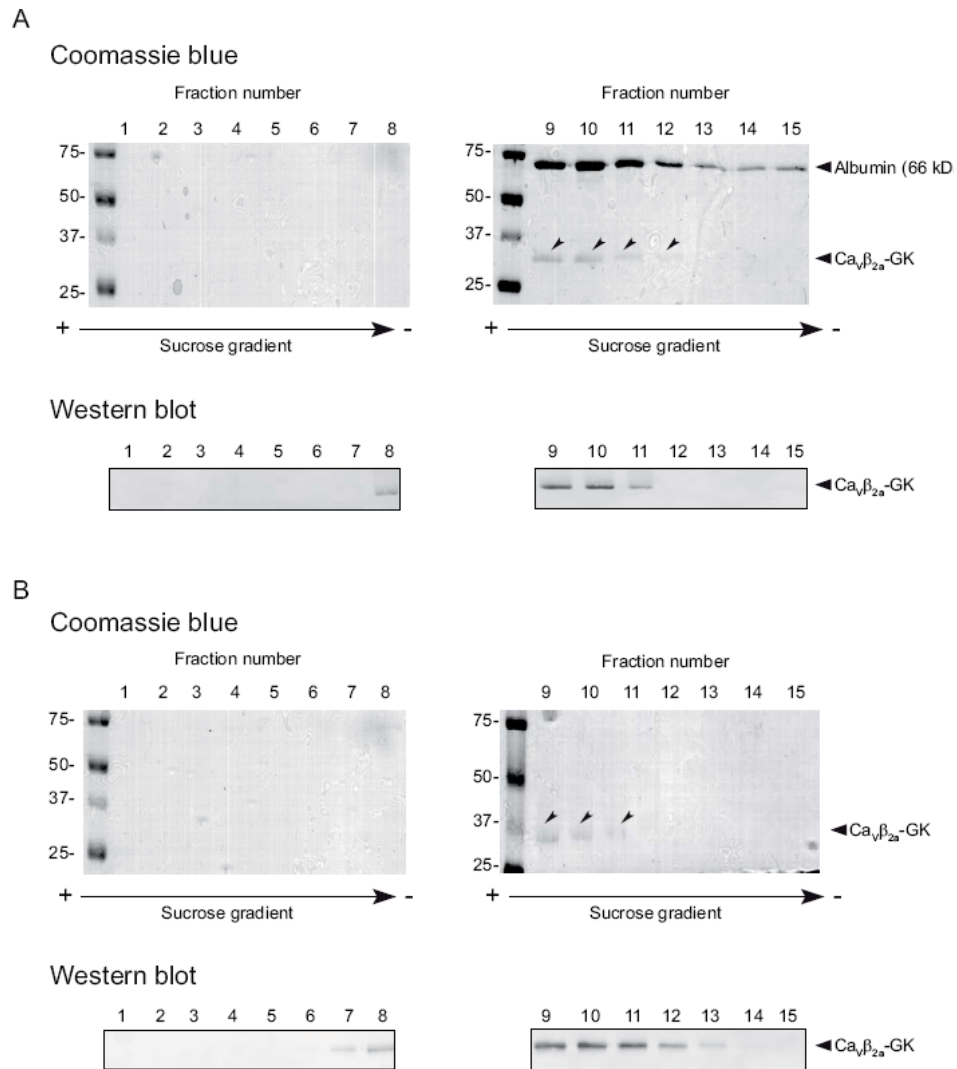 A
Coomassie blue
Fraction number
1 2 3 4 5 6 7 8
75-
50-
37-
25-
+ -
Sucrose gradient
Fraction number
9 10 11 12 13 14 15
75-
50-
37-
25-
Albumin (66 kD
CaVβ2a-GK
+ -
Sucrose gradient
Western blot
1 2 3 4 5 6 7 8
9 10 11 12 13 14 15
CaVβ2a-GK
B
Coomassie blue
Fraction number
1 2 3 4 5 6 7 8
75-
50-
37-
25-
+ -
Sucrose gradient
Fraction number
9 10 11 12 13 14 15
75-
50-
37-
25-
CaVβ2a-GK
+ -
Sucrose gradient
Western blot
1 2 3 4 5 6 7 8
9 10 11 12 13 14 15
CaVβ2a-GK